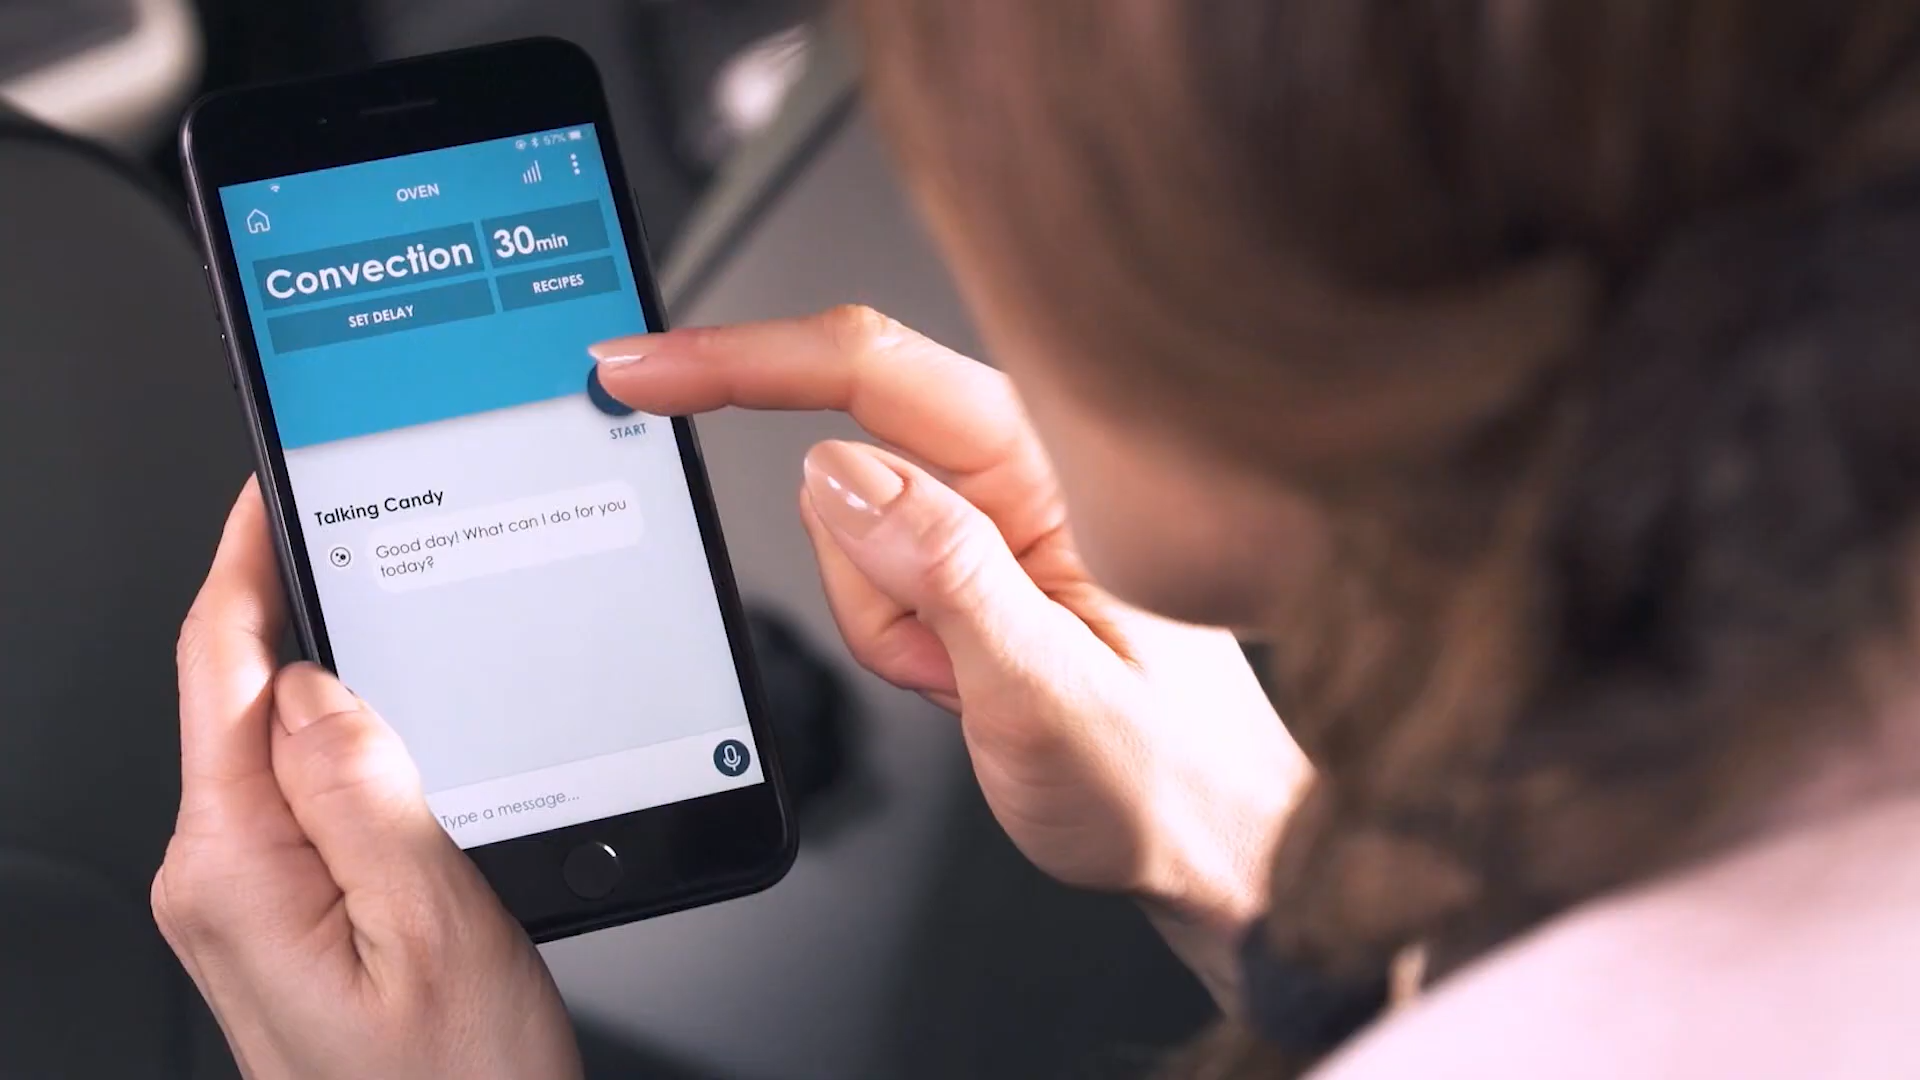 57%
OVEN
Convection
30min
SET DELAY
RECIPES
START
Talking Candy
Good day! What can I do for you
today?
Type a message...